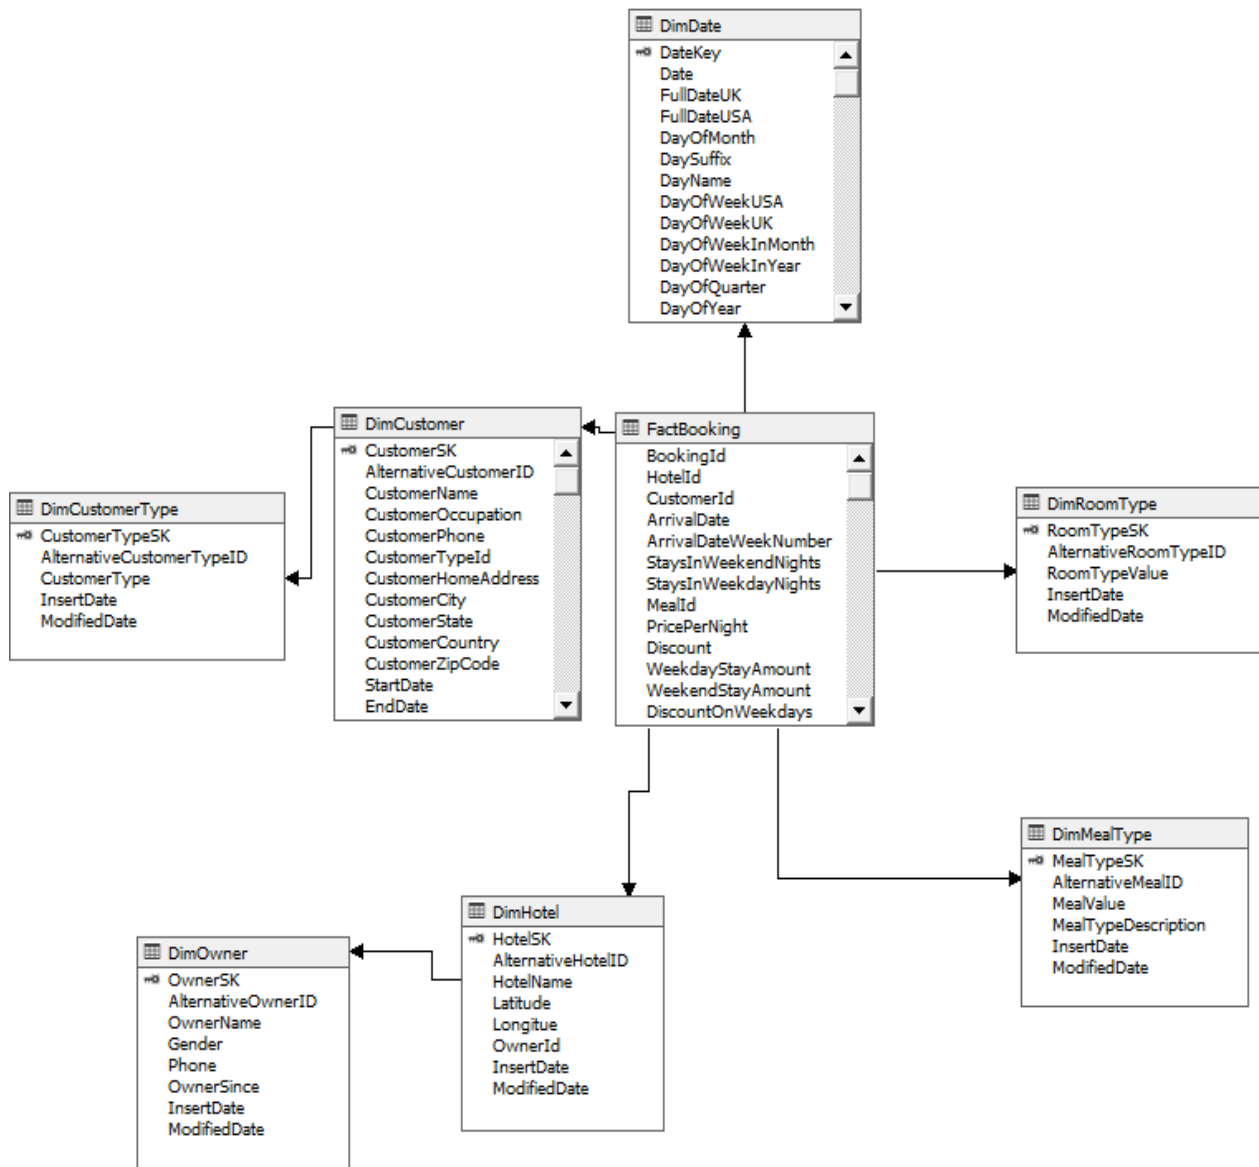 DimDate
DateKey
Date
FullDateUK
FullDateUSA
DayOfMonth
DaySuffix
DayName
DayOfWeekUSA
DayOfWeekUK
DayOfWeekInMonth
DayOfWeekInYear
DayOfQuarter
DayOfYear
DimCustomer
CustomerSK
AlternativeCustomerID
CustomerName
CustomerOccupation
CustomerPhone
CustomerTypeId
CustomerHomeAddress
CustomerCity
CustomerState
CustomerCountry
CustomerZipCode
StartDate
EndDate
FactBooking
BookingId
HotelId
CustomerId
ArrivalDate
ArrivalDateWeekNumber
StaysInWeekendNights
StaysInWeekdayNights
MealId
PricePerNight
Discount
WeekdayStayAmount
WeekendStayAmount
DiscountOnWeekdays
DimCustomerType
CustomerTypeSK
AlternativeCustomerTypeID
CustomerType
InsertDate
ModifiedDate
DimRoomType
RoomTypeSK
AlternativeRoomTypeID
RoomTypeValue
InsertDate
ModifiedDate
DimMealType
MealTypeSK
AlternativeMealID
MealValue
MealTypeDescription
InsertDate
ModifiedDate
DimHotel
HotelSK
AlternativeHotelID
HotelName
Latitude
Longitue
OwnerId
InsertDate
ModifiedDate
DimOwner
OwnerSK
AlternativeOwnerID
OwnerName
Gender
Phone
OwnerSince
InsertDate
ModifiedDate